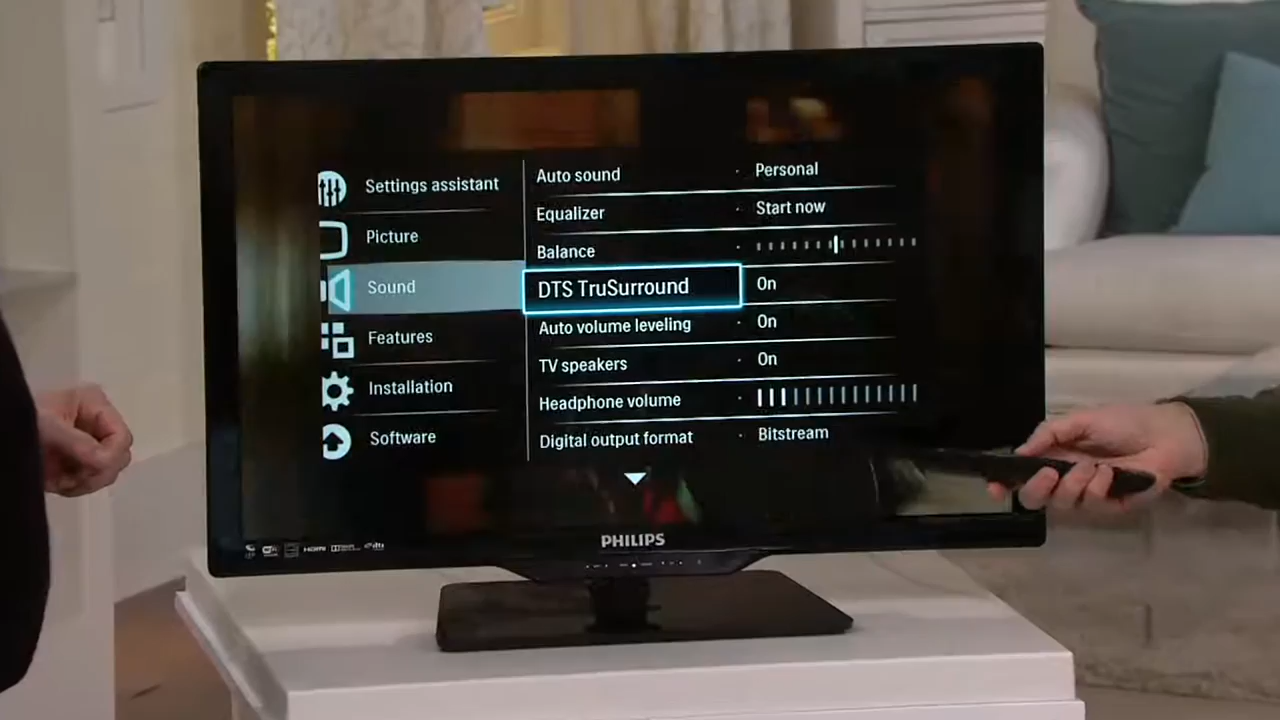 Settings assistant
Picture
Sound
Features
Installation
Software
Auto sound · Personal
Equalizer · Start now
Balance ·
DTS TruSurround On
Auto volume leveling · On
TV speakers · On
Headphone volume ·
Digital output format · Bitstream
PHILIPS
HDMI